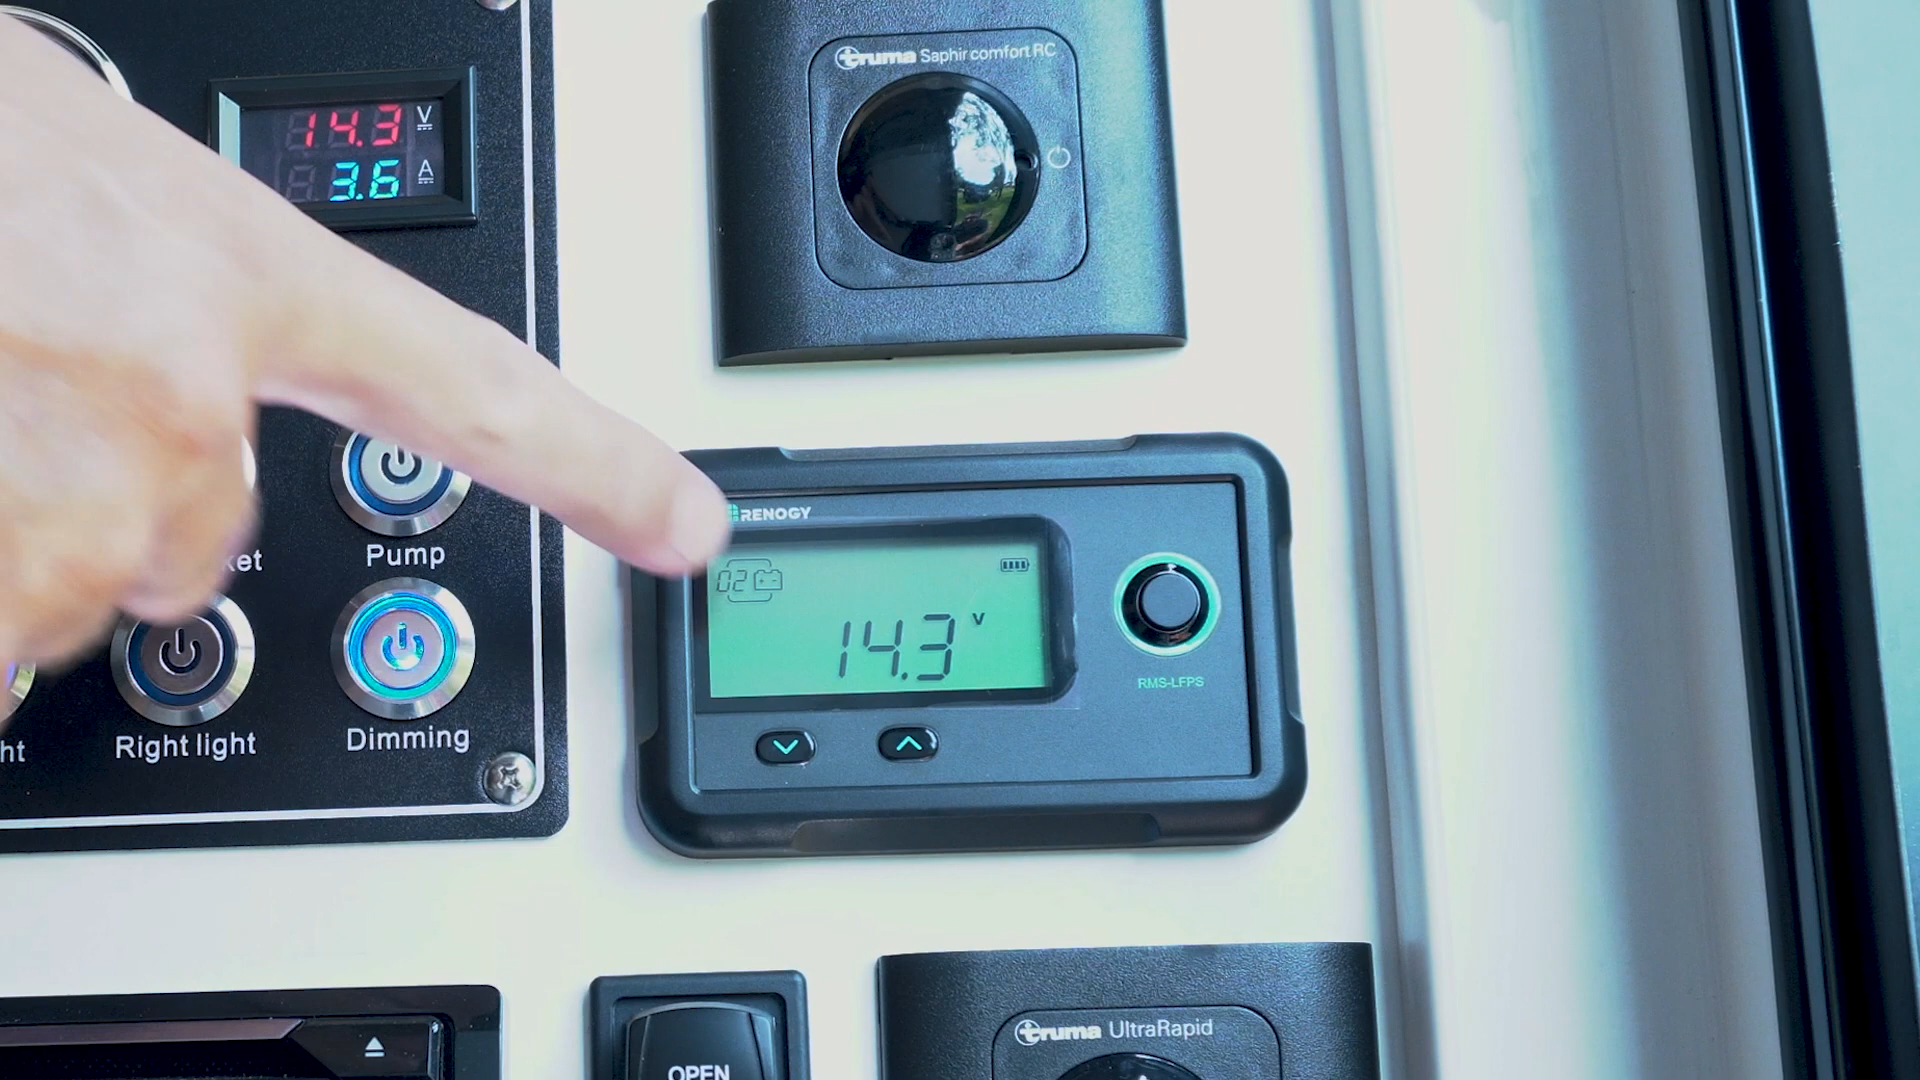 truma Saphir comfort RC
14.3 V
3.6 A
RENOGY
02
14.3 V
RMS-LFPS
ket
Pump
ht
Right light
Dimming
OPEN
truma UltraRapid